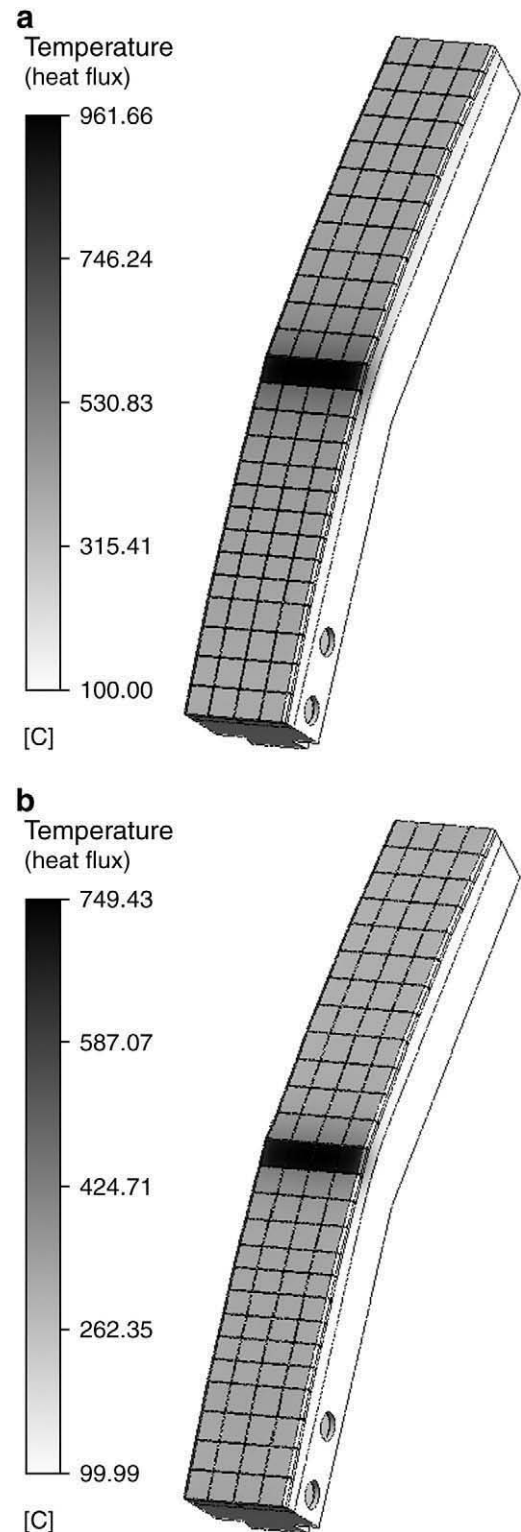 a
Temperature
(heat flux)
961.66
746.24
530.83
315.41
100.00
[C]
b
Temperature
(heat flux)
749.43
587.07
424.71
262.35
99.99
[C]